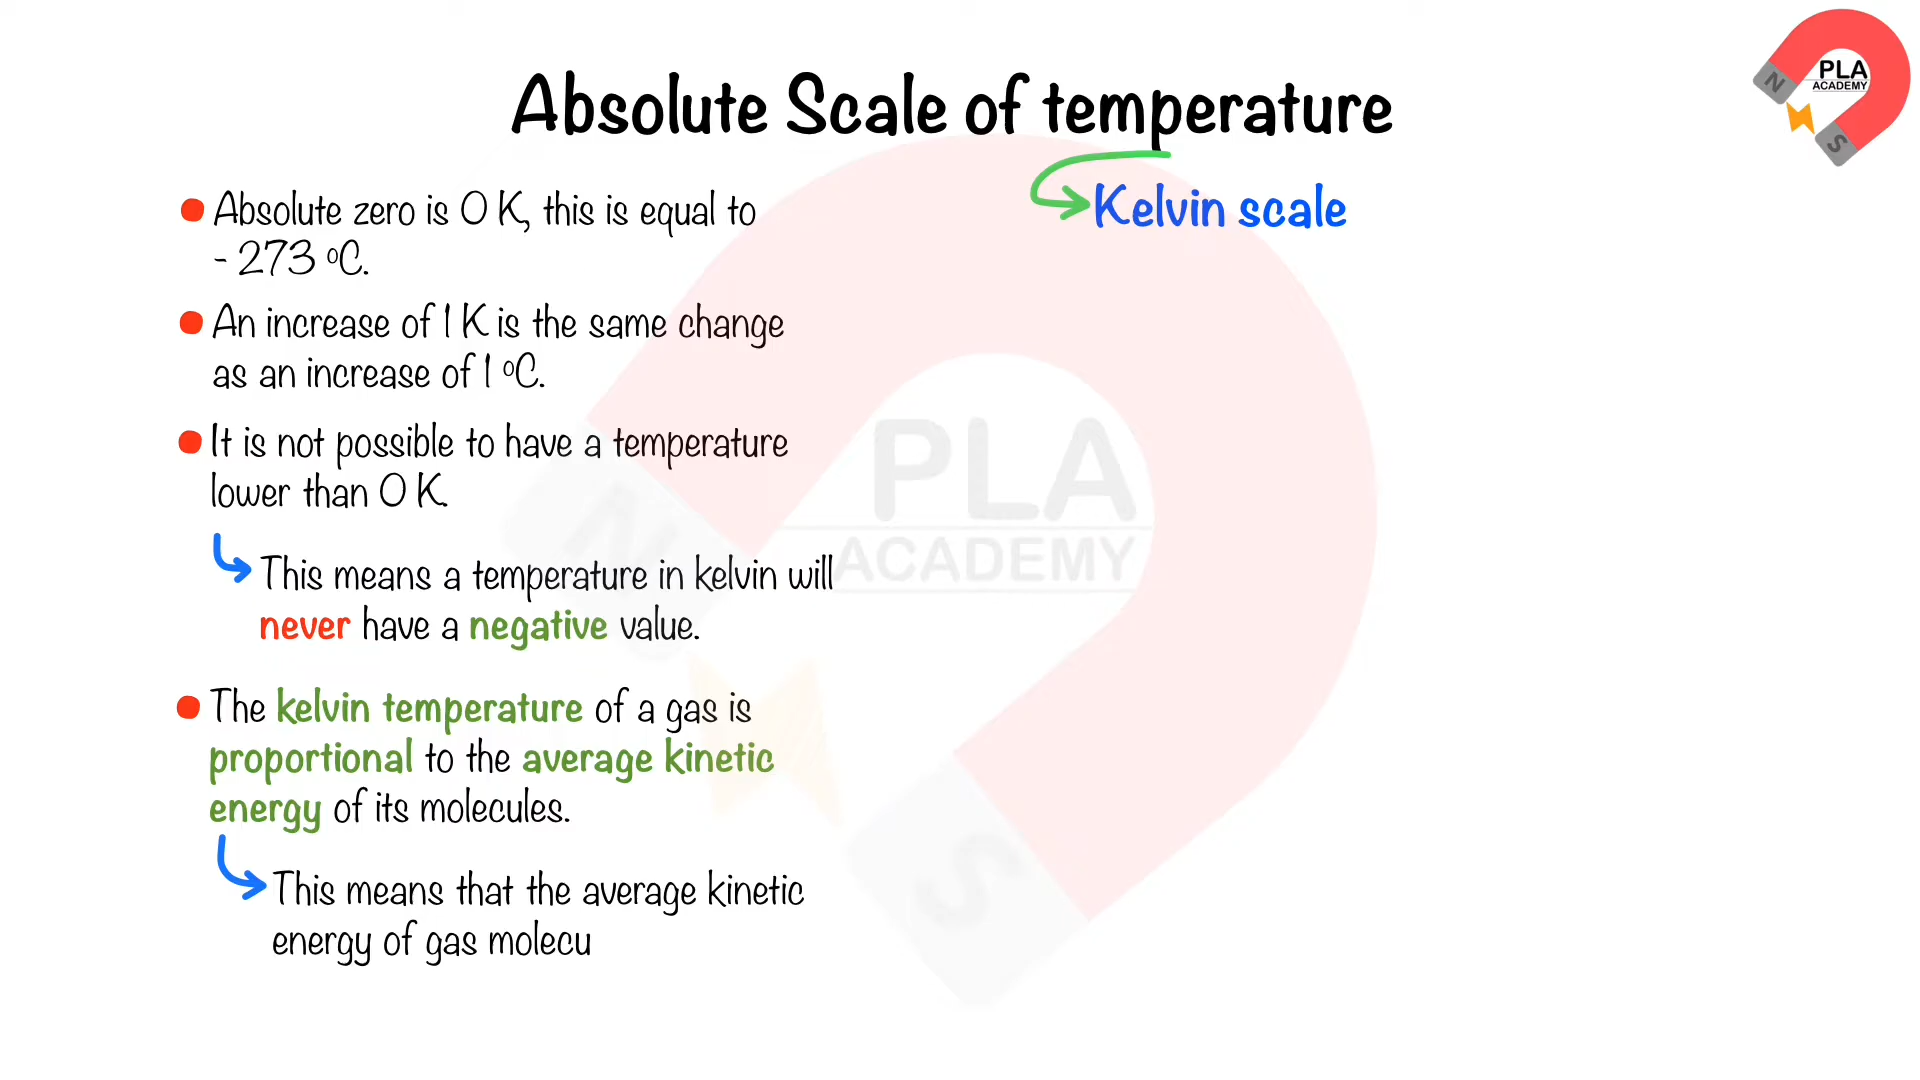 Absolute Scale of temperature
Kelvin scale
PLA
ACADEMY
N
S
• Absolute zero is 0 K, this is equal to
- 273 °C.
• An increase of 1 K is the same change
as an increase of 1 °C.
• It is not possible to have a temperature
lower than 0 K.
This means a temperature in kelvin will
never have a negative value.
• The kelvin temperature of a gas is
proportional to the average kinetic
energy of its molecules.
This means that the average kinetic
energy of gas molecu
PLA
ACADEMY
N
S